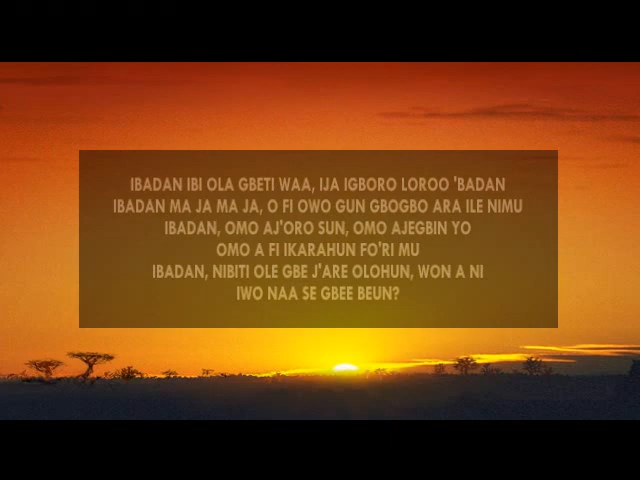 IBADAN IBI OLA GBETI WAA, IJA IGBORO LOROO 'BADAN
IBADAN MA JA MA JA, O FI OWO GUN GBOGBO ARA ILE NIMU
IBADAN, OMO AJ'ORO SUN, OMO AJEGBIN YO
OMO A FI IKARAHUN FO'RI MU
IBADAN, NIBITI OLE GBE J'ARE OLOHUN, WON A NI
IWO NAA SE GBEE BEUN?